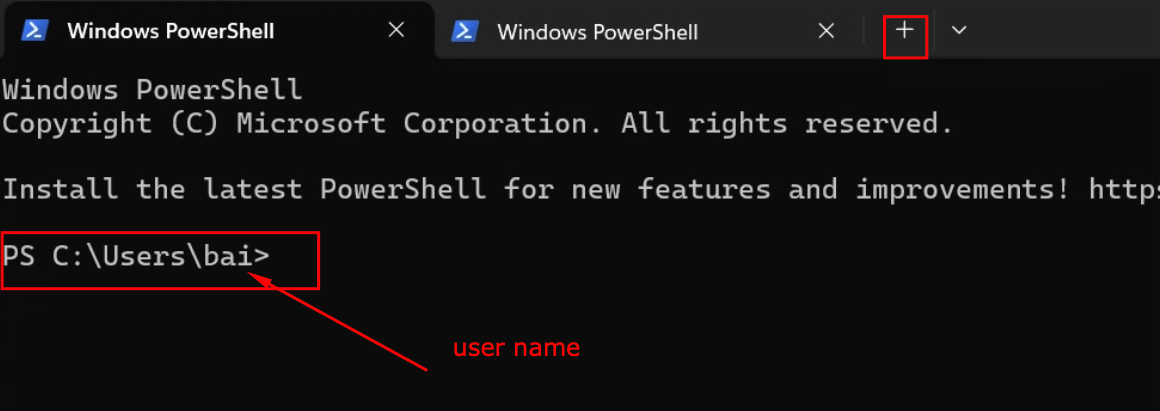 Windows PowerShell
Windows PowerShell
Windows PowerShell
Copyright (C) Microsoft Corporation. All rights reserved.
Install the latest PowerShell for new features and improvements! https
PS C:\Users\bai>
user name